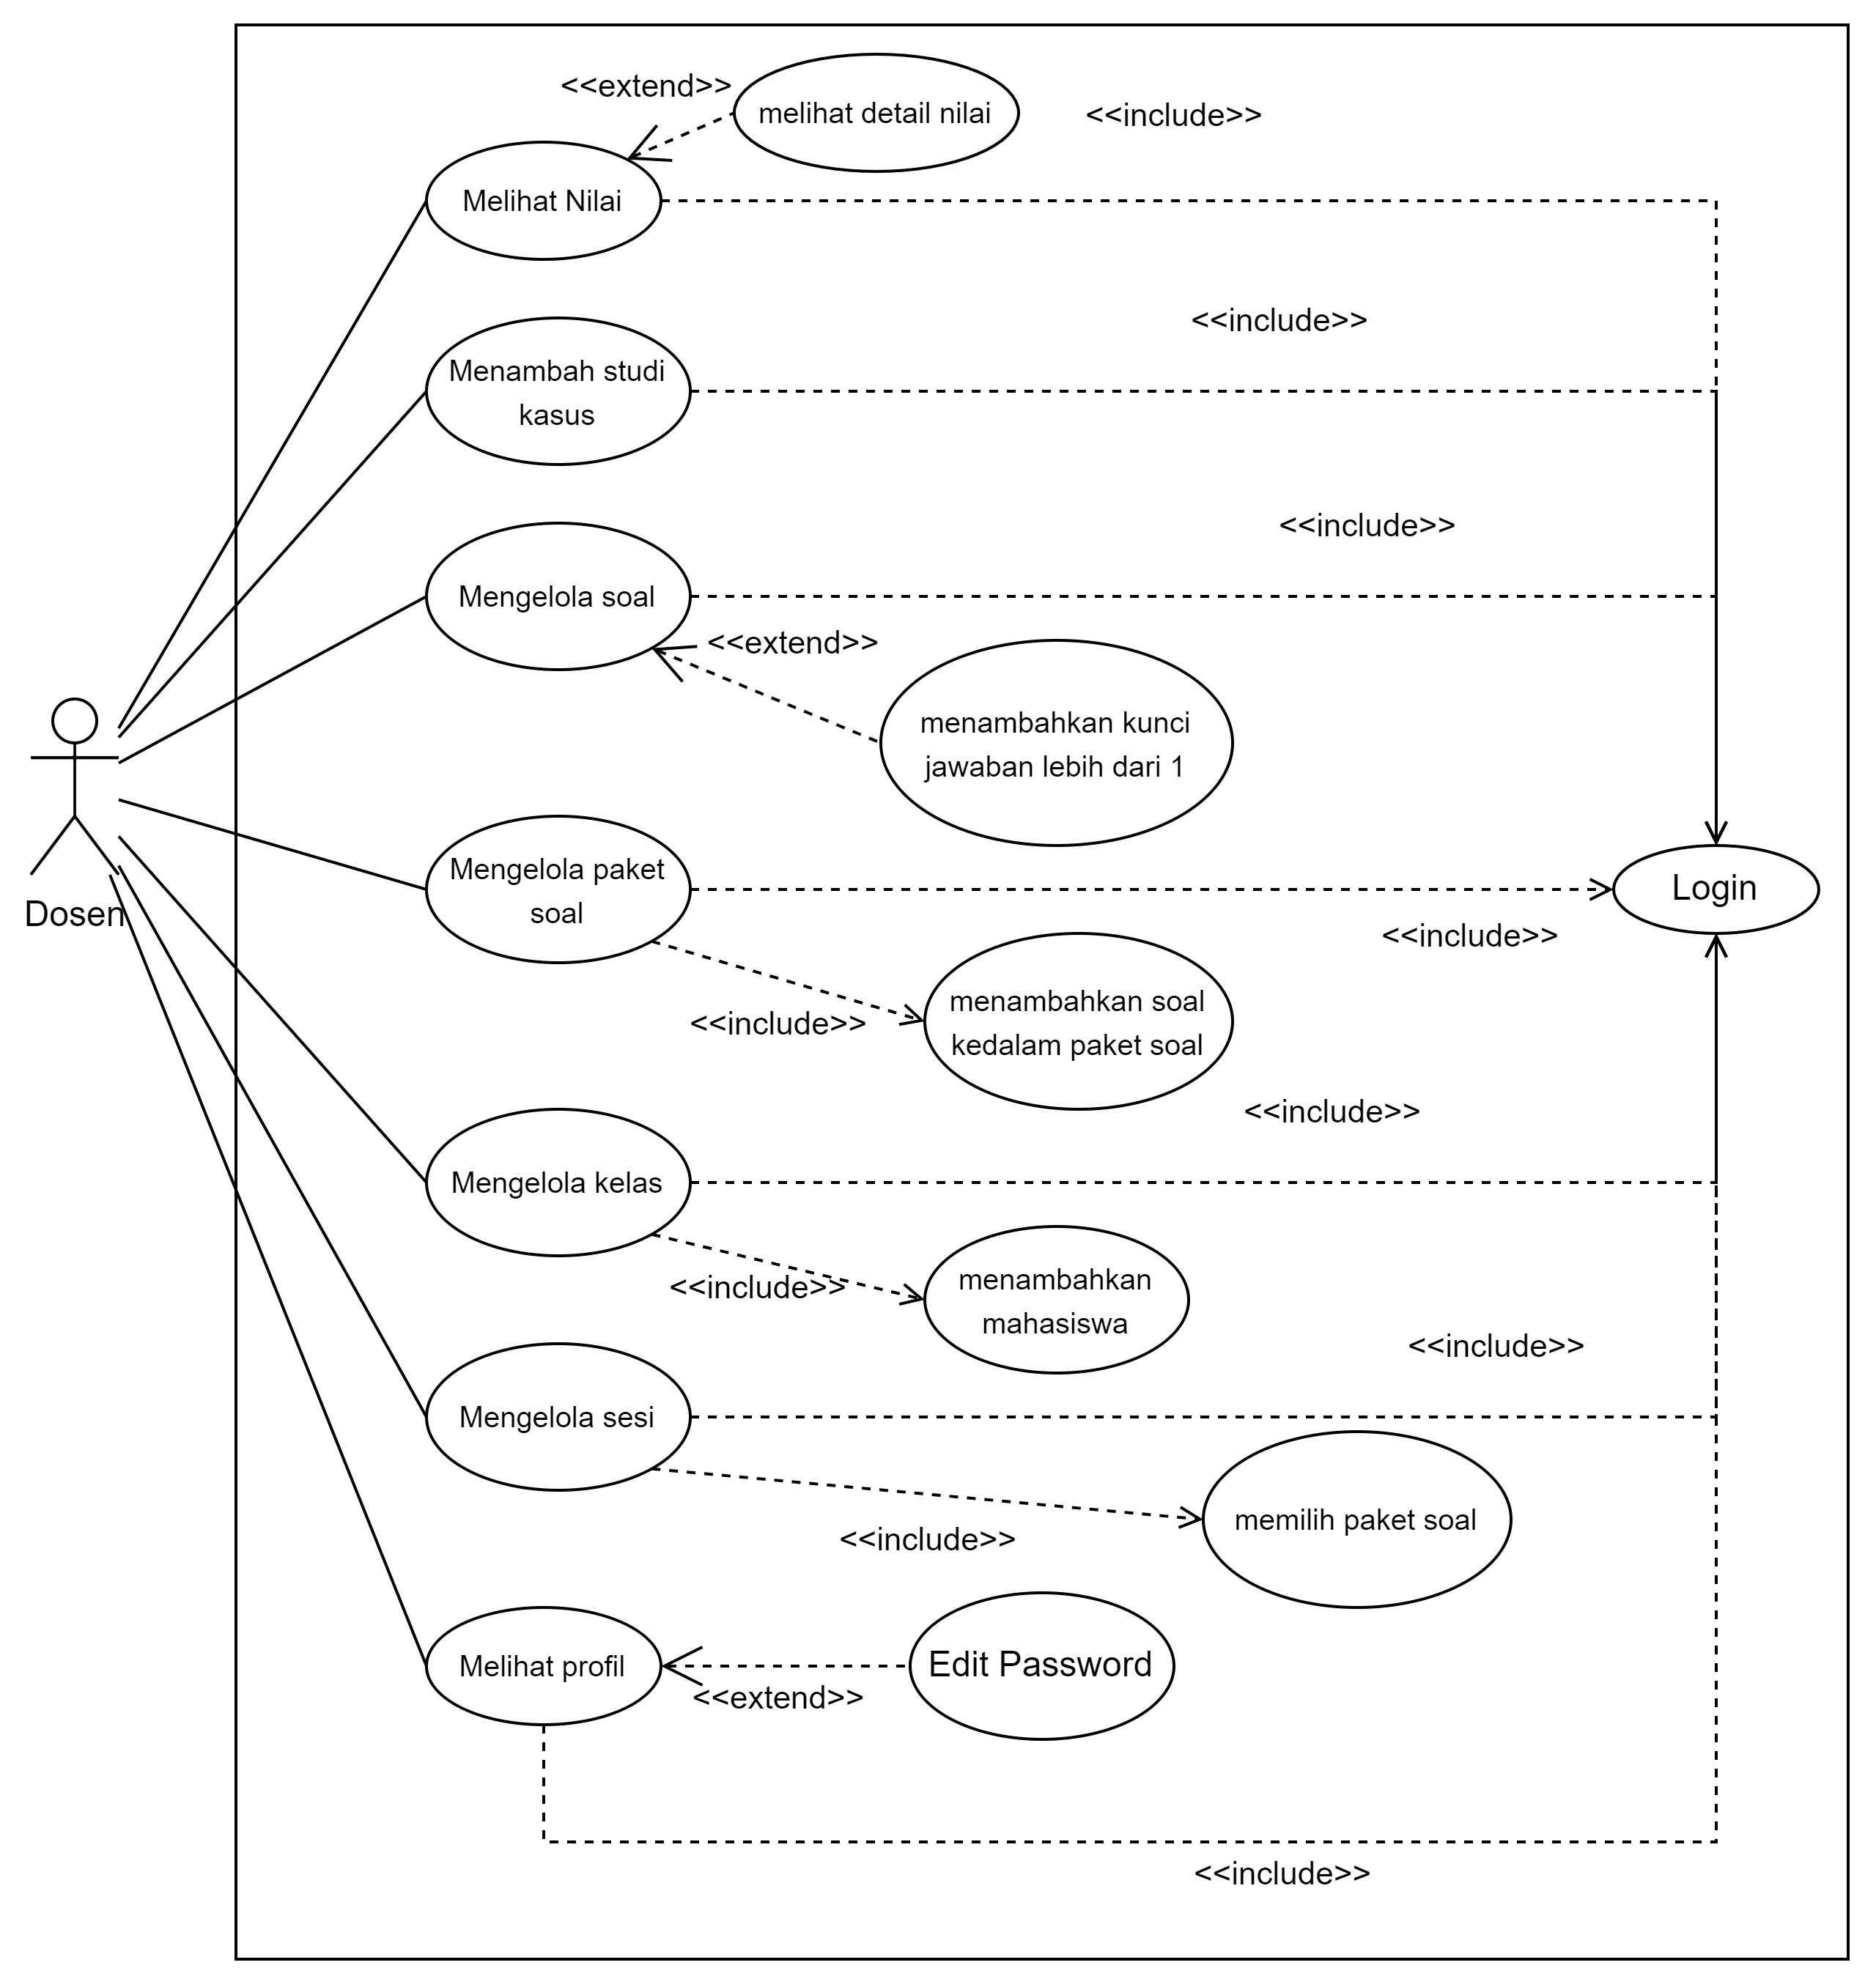 <<extend>>
melihat detail nilai
<<include>>
Melihat Nilai
<<include>>
Menambah studi
kasus
<<include>>
Mengelola soal
<<extend>>
menambahkan kunci
jawaban lebih dari 1
Mengelola paket
soal
Login
Dosen
<<include>>
menambahkan soal
kedalam paket soal
<<include>>
<<include>>
Mengelola kelas
<<include>>
menambahkan
mahasiswa
<<include>>
Mengelola sesi
memilih paket soal
<<include>>
Melihat profil
Edit Password
<<extend>>
<<include>>